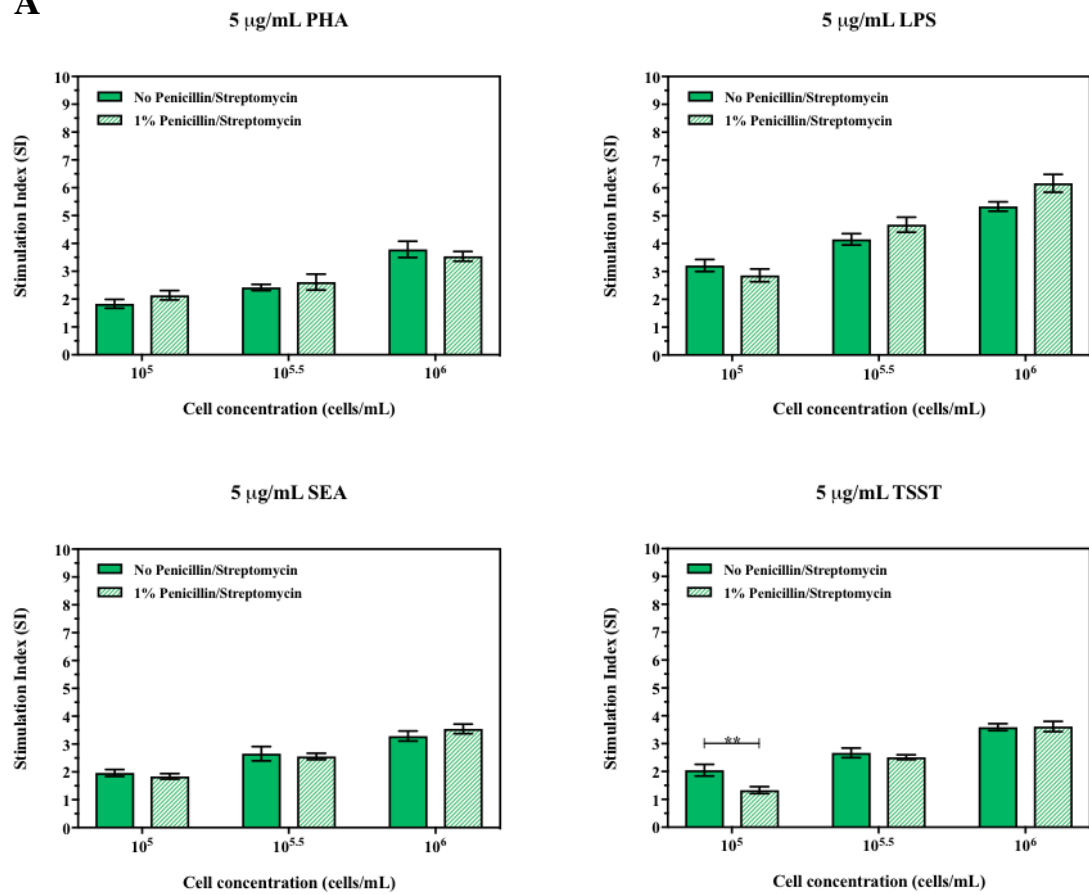 A
5 μg/mL PHA
10
9
8
7
6
5
4
3
2
1
0
Stimulation Index (SI)
No Penicillin/Streptomycin
1% Penicillin/Streptomycin
10^5
10^5.5
10^6
Cell concentration (cells/mL)
5 μg/mL LPS
10
9
8
7
6
5
4
3
2
1
0
Stimulation Index (SI)
No Penicillin/Streptomycin
1% Penicillin/Streptomycin
10^5
10^5.5
10^6
Cell concentration (cells/mL)
5 μg/mL SEA
10
9
8
7
6
5
4
3
2
1
0
Stimulation Index (SI)
No Penicillin/Streptomycin
1% Penicillin/Streptomycin
10^5
10^5.5
10^6
Cell concentration (cells/mL)
5 μg/mL TSST
10
9
8
7
6
5
4
3
2
1
0
Stimulation Index (SI)
No Penicillin/Streptomycin
1% Penicillin/Streptomycin
**
10^5
10^5.5
10^6
Cell concentration (cells/mL)